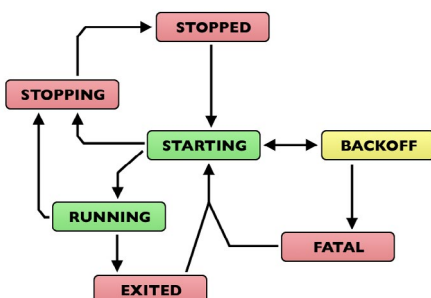 STOPPED
STOPPING
STARTING
BACKOFF
RUNNING
FATAL
EXITED